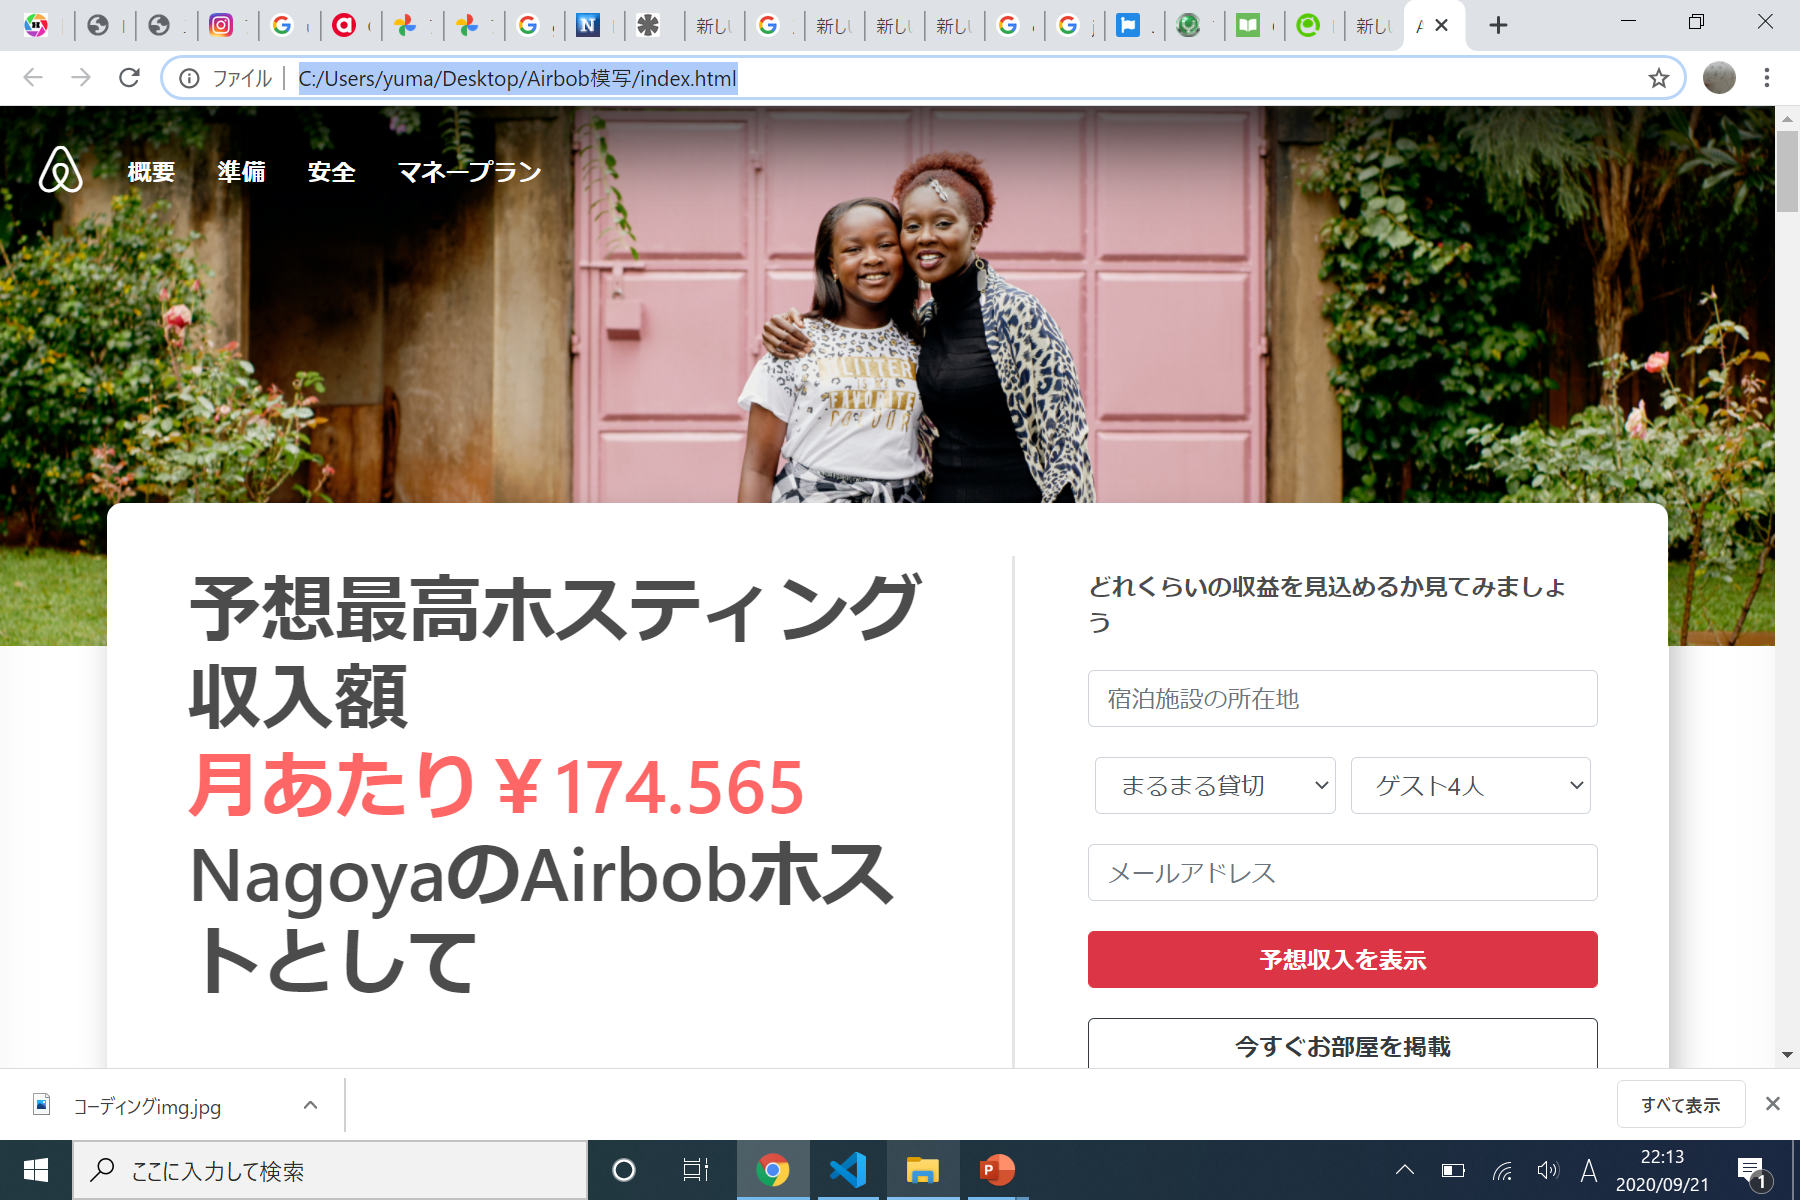 新し
新し
新し
新し
新し
ファイル
C:/Users/yuma/Desktop/Airbob模写/index.html
概要
準備
安全
マネープラン
LITTER
FAVORITE
予想最高ホスティング
収入額
月あたり￥174.565
NagoyaのAirbobホス
トとして
どれくらいの収益を見込めるか見てみましょ
う
宿泊施設の所在地
まるまる貸切
ゲスト4人
メールアドレス
予想収入を表示
今すぐお部屋を掲載
コーディングimg.jpg
すべて表示
ここに入力して検索
A
22:13
2020/09/21
1